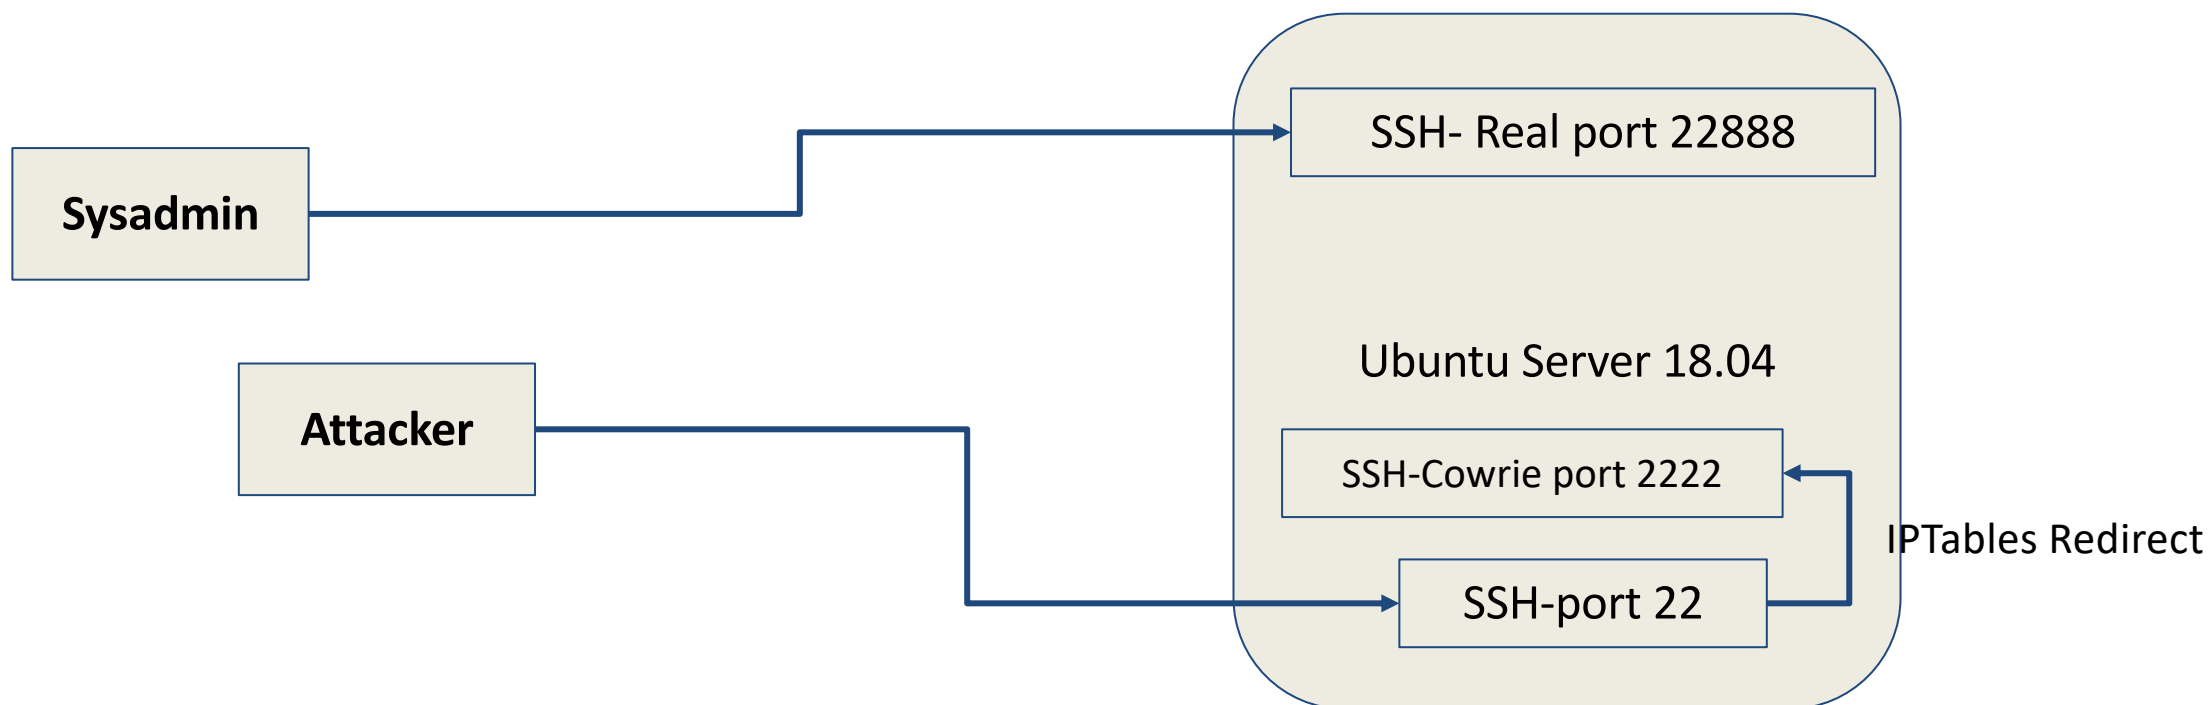 SSH- Real port 22888
Sysadmin
Ubuntu Server 18.04
Attacker
SSH-Cowrie port 2222
IPTables Redirect
SSH-port 22